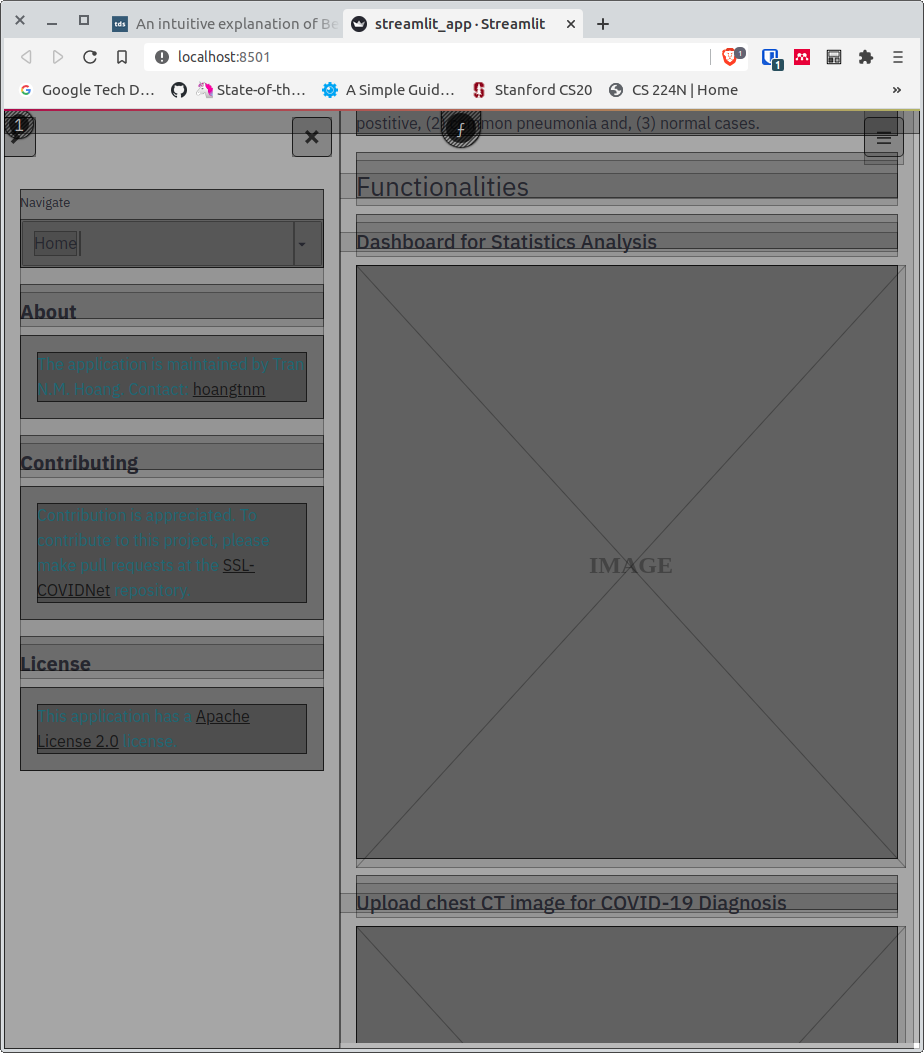 An intuitive explanation of Be
streamlit_app · Streamlit
localhost:8501
1
1
Google Tech D…
State-of-th…
A Simple Guid…
Stanford CS20
CS 224N | Home
»
1
Navigate
Home
About
The application is maintained by Tran
N.M. Hoang. Contact: hoangtnm
Contributing
Contribution is appreciated! To
contribute to this project, please
make pull requests at the SSL-
COVIDNet repository.
License
This application has a Apache
License 2.0 license.
postitive, (2) common pneumonia and, (3) normal cases.
Functionalities
Dashboard for Statistics Analysis
IMAGE
Upload chest CT image for COVID-19 Diagnosis